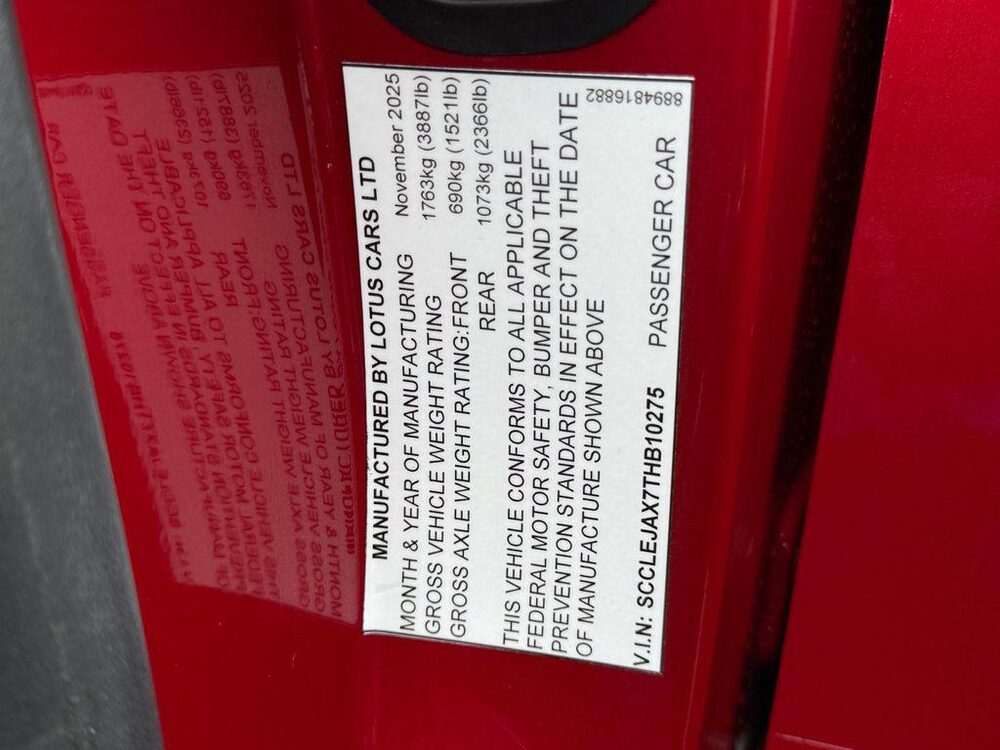 MANUFACTURED BY LOTUS CARS LTD
MONTH & YEAR OF MANUFACTURING November 2025
GROSS VEHICLE WEIGHT RATING 1763kg (3887lb)
GROSS AXLE WEIGHT RATING:FRONT 690kg (1521lb)
REAR 1073kg (2366lb)
THIS VEHICLE CONFORMS TO ALL APPLICABLE
FEDERAL MOTOR SAFETY, BUMPER AND THEFT
PREVENTION STANDARDS IN EFFECT ON THE DATE
OF MANUFACTURE SHOWN ABOVE
V.I.N: SCCLEJAX7THB10275 PASSENGER CAR
8894816882